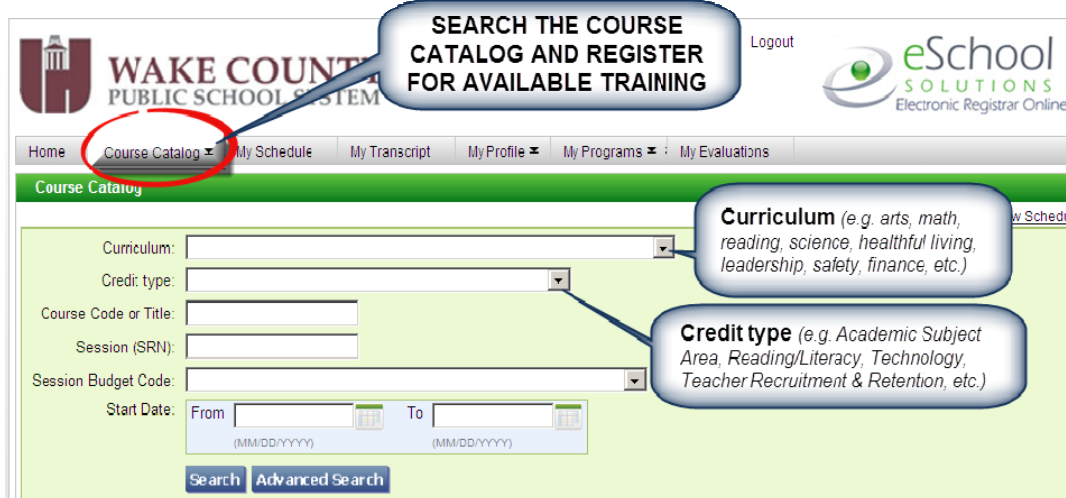 SEARCH THE COURSE
CATALOG AND REGISTER
FOR AVAILABLE TRAINING
Logout
WAKE COUNT
PUBLIC SCHOOL SYSTEM
eSchool
SOLUTIONS
Electronic Registrar Online
Home Course Catalog My Schedule My Transcript My Profile My Programs My Evaluations
Course Catalog
w Schedu
Curriculum (e.g. arts, math,
reading, science, healthful living,
leadership, safety, finance, etc.)
Curriculum:
Credit type:
Course Code or Title:
Session (SRN):
Credit type (e.g. Academic Subject
Area, Reading/Literacy, Technology,
Teacher Recruitment & Retention, etc.)
Session Budget Code:
Start Date: From To
(MM/DD/YYYY) (MM/DD/YYYY)
Search Advanced Search